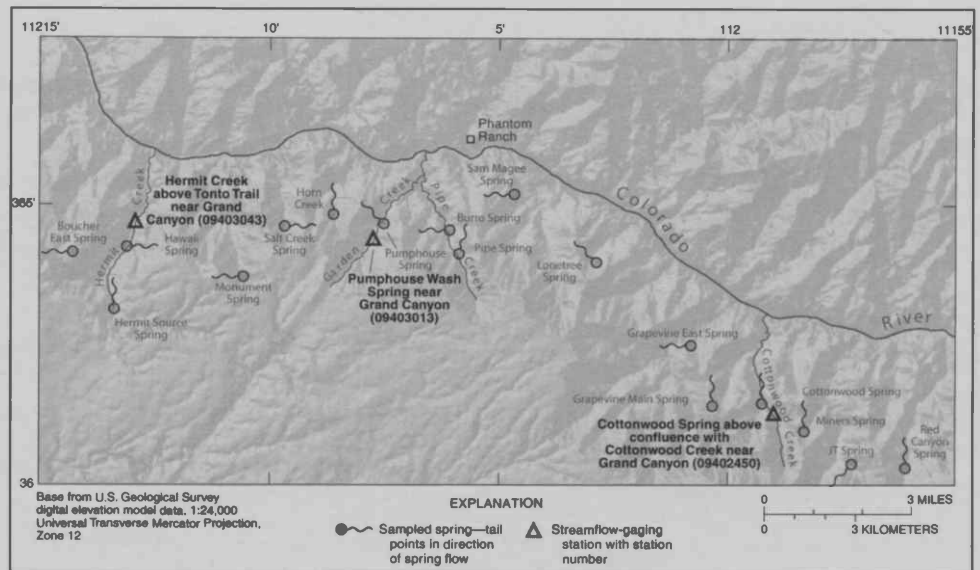 11215'
10'
5'
112
1155'
Phantom
Ranch
Sam Magee
Spring
Hermit Creek
above Tonto Trail
near Grand
Canyon (09403043)
Horn
Creek
Creek
Pipe
Creek
Colorado
River
385'
Boucher
East Spring
Hermit
Creek
Hawaii
Spring
Salt Creek
Spring
Garden
Burro Spring
Pumphouse
Spring
Pipe Spring
Lonetree
Spring
Monument
Spring
Pumphouse Wash
Spring near
Grand Canyon
(09403013)
Hermit Source
Spring
Grapevine East Spring
Cottonwood
Creek
Grapevine Main Spring
Cottonwood Spring
Cottonwood Spring above
confluence with
Cottonwood Creek near
Grand Canyon (09402450)
Miners Spring
JT Spring
Red
Canyon
Spring
36
Base from U.S. Geological Survey
digital elevation model data, 1:24,000
Universal Transverse Mercator Projection,
Zone 12
EXPLANATION
Sampled spring—tail
points in direction
of spring flow
Streamflow-gaging
station with station
number
0 3 MILES
0 3 KILOMETERS